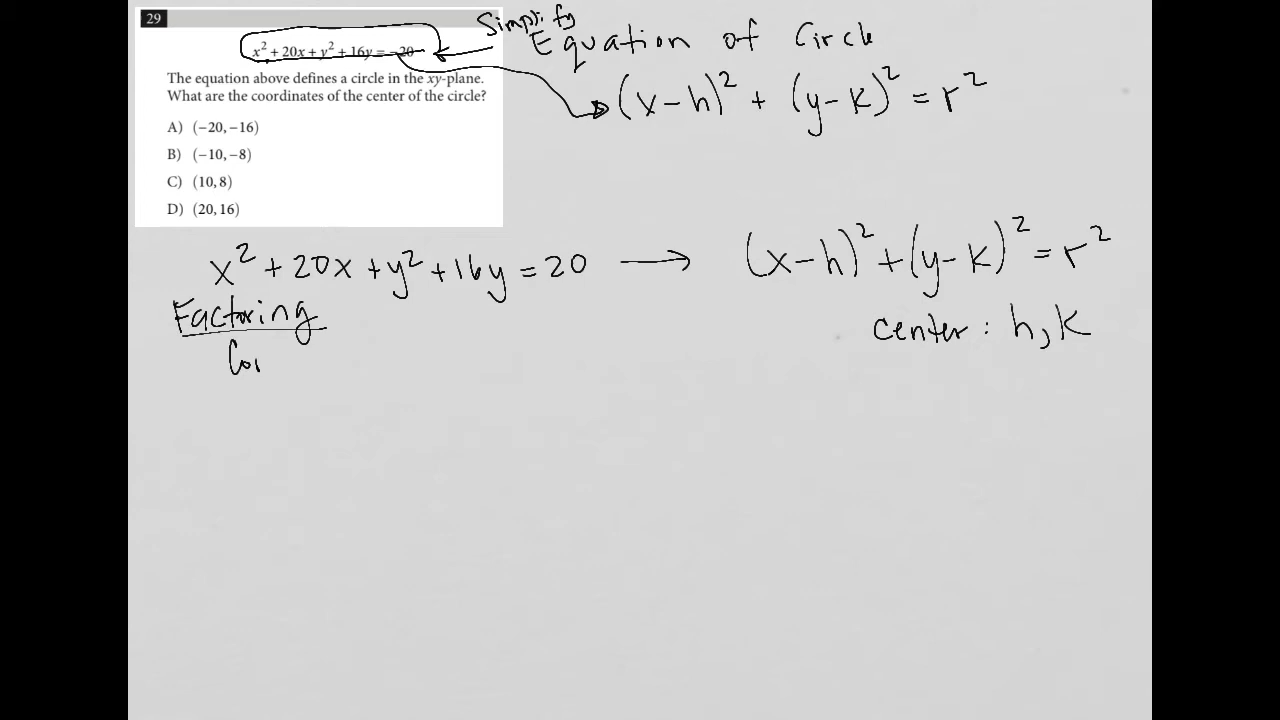 29
x² + 20x + y² + 16y = −20
The equation above defines a circle in the xy-plane.
What are the coordinates of the center of the circle?
A) (−20, −16)
B) (−10, −8)
C) (10, 8)
D) (20, 16)
Simplify
Equation of Circle
(x−h)² + (y−k)² = r²
x² + 20x + y² + 16y = 20 → (x−h)² + (y−k)² = r²
Factoring
center: h, k